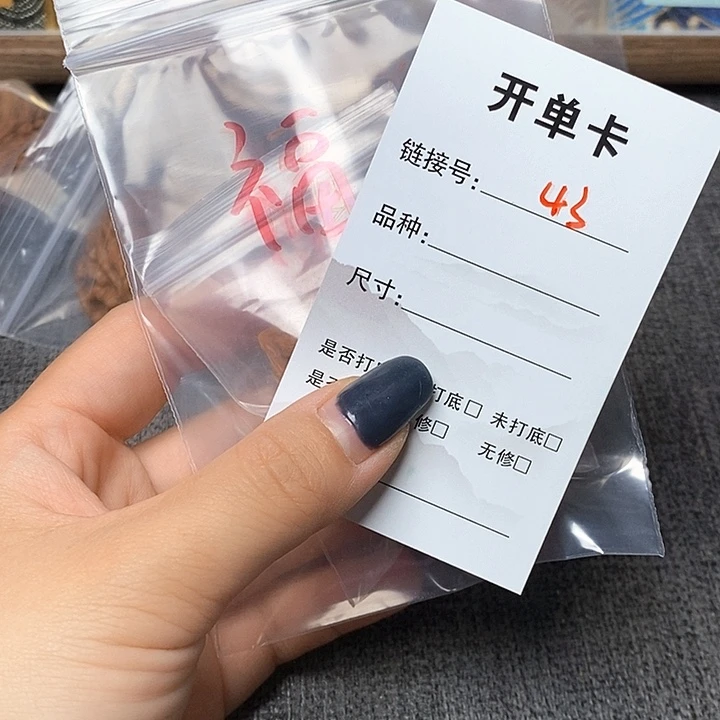 福
开单卡
链接号: 43
品种:
尺寸:
是否打 打底□ 未打底□
是 修□ 无修□